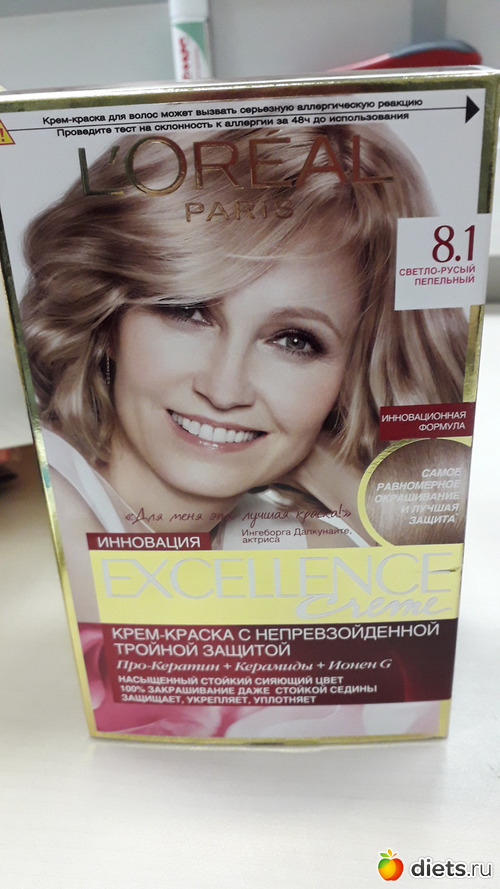 Крем-краска для волос может вызвать серьезную аллергическую реакцию
Проведите тест на склонность к аллергии за 48ч до использования
L'ORÉAL
PARIS
8.1
СВЕТЛО-РУСЫЙ
ПЕПЕЛЬНЫЙ
ИННОВАЦИОННАЯ
ФОРМУЛА
САМОЕ
РАВНОМЕРНОЕ
ОКРАШИВАНИЕ
И ЛУЧШАЯ
ЗАЩИТА
«Для меня это лучшая краска!»
Ингеборга Дапкунайте,
актриса
ИННОВАЦИЯ
EXCELLENCE
Creme
КРЕМ-КРАСКА С НЕПРЕВЗОЙДЕННОЙ
ТРОЙНОЙ ЗАЩИТОЙ
Про-Кератин + Керамиды + Ионен G
НАСЫЩЕННЫЙ СТОЙКИЙ СИЯЮЩИЙ ЦВЕТ
100% ЗАКРАШИВАНИЕ ДАЖЕ СТОЙКОЙ СЕДИНЫ
ЗАЩИЩАЕТ, УКРЕПЛЯЕТ, УПЛОТНЯЕТ
diets.ru